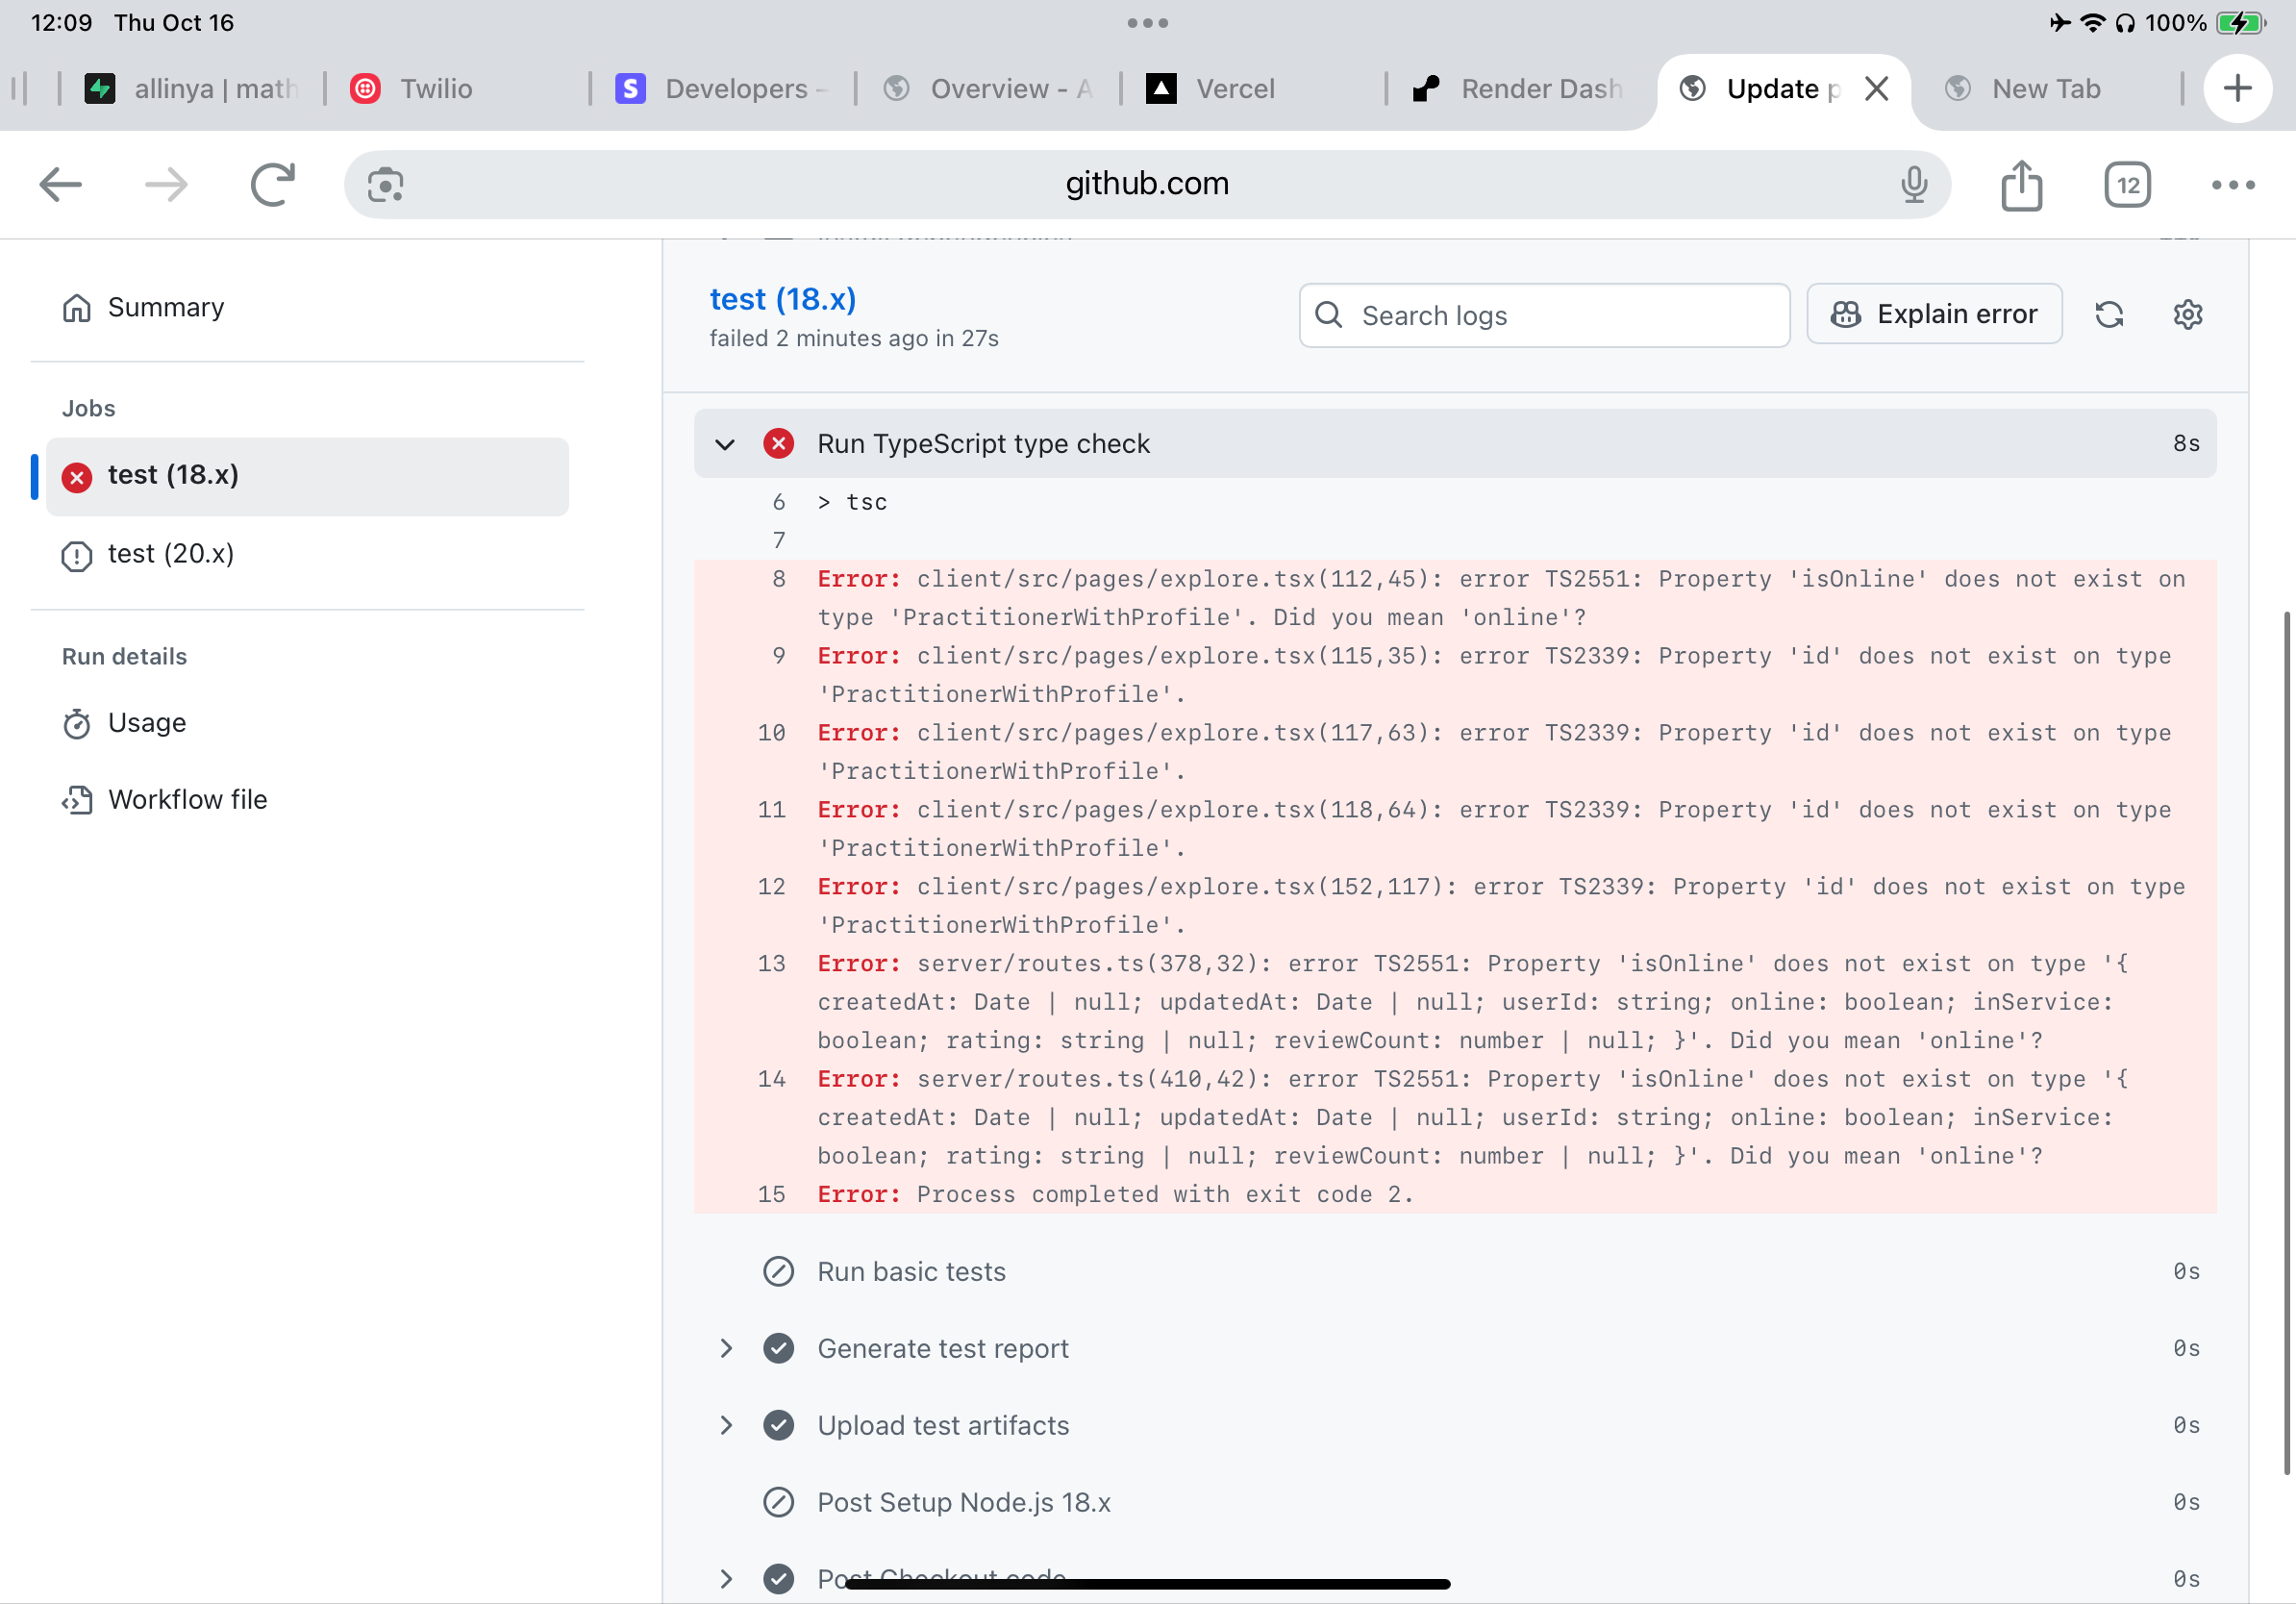 12:09 Thu Oct 16
100%
allinya | math
Twilio
Developers -
Overview - A
Vercel
Render Dash
Update p
New Tab
github.com
12
Summary
Jobs
test (18.x)
test (20.x)
Run details
Usage
Workflow file
test (18.x)
failed 2 minutes ago in 27s
Search logs
Explain error
Run TypeScript type check 8s
6 > tsc
7
8 Error: client/src/pages/explore.tsx(112,45): error TS2551: Property 'isOnline' does not exist on
type 'PractitionerWithProfile'. Did you mean 'online'?
9 Error: client/src/pages/explore.tsx(115,35): error TS2339: Property 'id' does not exist on type
'PractitionerWithProfile'.
10 Error: client/src/pages/explore.tsx(117,63): error TS2339: Property 'id' does not exist on type
'PractitionerWithProfile'.
11 Error: client/src/pages/explore.tsx(118,64): error TS2339: Property 'id' does not exist on type
'PractitionerWithProfile'.
12 Error: client/src/pages/explore.tsx(152,117): error TS2339: Property 'id' does not exist on type
'PractitionerWithProfile'.
13 Error: server/routes.ts(378,32): error TS2551: Property 'isOnline' does not exist on type '{
createdAt: Date | null; updatedAt: Date | null; userId: string; online: boolean; inService:
boolean; rating: string | null; reviewCount: number | null; }'. Did you mean 'online'?
14 Error: server/routes.ts(410,42): error TS2551: Property 'isOnline' does not exist on type '{
createdAt: Date | null; updatedAt: Date | null; userId: string; online: boolean; inService:
boolean; rating: string | null; reviewCount: number | null; }'. Did you mean 'online'?
15 Error: Process completed with exit code 2.
Run basic tests 0s
Generate test report 0s
Upload test artifacts 0s
Post Setup Node.js 18.x 0s
Post Checkout code 0s